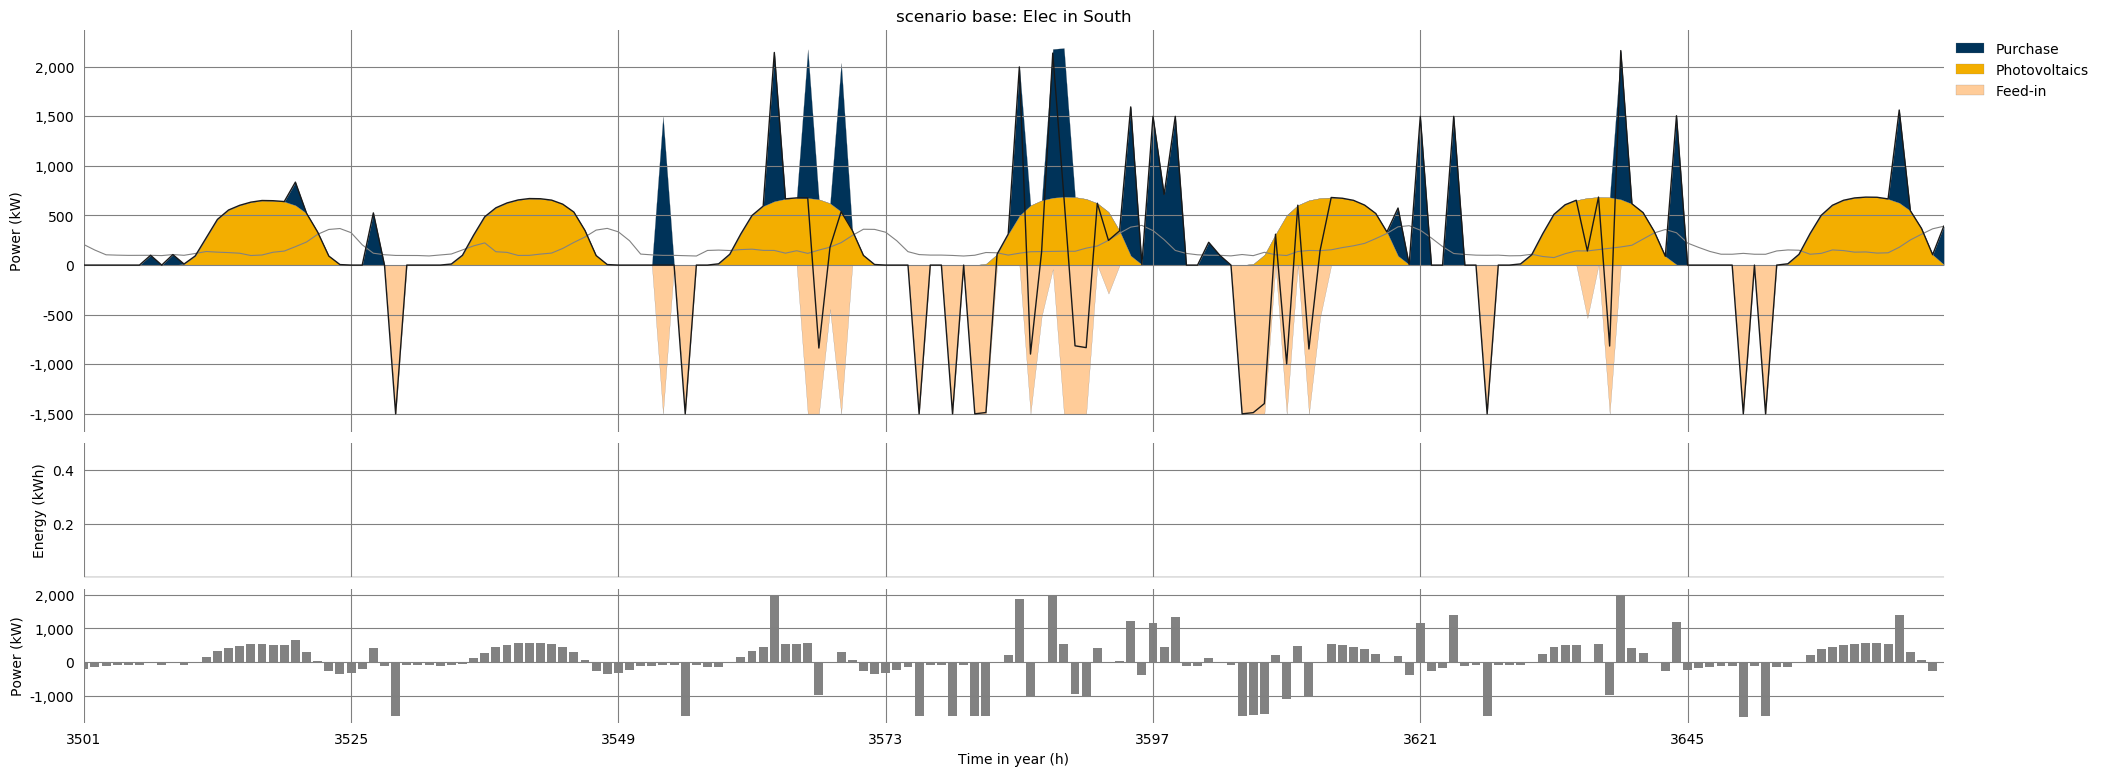 scenario base: Elec in South
Purchase
Photovoltaics
Feed-in
Power (kW)
2,000
1,500
1,000
500
0
-500
-1,000
-1,500
Energy (kWh)
0.4
0.2
Power (kW)
2,000
1,000
0
-1,000
3501
3525
3549
3573
3597
3621
3645
Time in year (h)